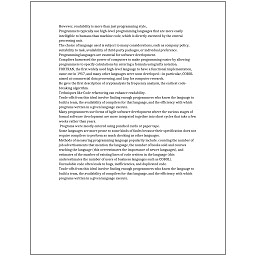 However, readability is more than just programming style.
Programmers typically use high-level programming languages that are more easily
intelligible to humans than machine code, which is directly executed by the central
processing unit.
The choice of language used is subject to many considerations, such as company policy,
suitability to task, availability of third-party packages, or individual preference.
Programming languages are essential for software development.
Compilers harnessed the power of computers to make programming easier by allowing
programmers to specify calculations by entering a formula using infix notation.
FORTRAN, the first widely used high-level language to have a functional implementation,
came out in 1957, and many other languages were soon developed—in particular, COBOL
aimed at commercial data processing, and Lisp for computer research.
He gave the first description of cryptanalysis by frequency analysis, the earliest code-
breaking algorithm.
Techniques like Code refactoring can enhance readability.
Trade-offs from this ideal involve finding enough programmers who know the language to
build a team, the availability of compilers for that language, and the efficiency with which
programs written in a given language execute.
Many programmers use forms of Agile software development where the various stages of
formal software development are more integrated together into short cycles that take a few
weeks rather than years.
Programs were mostly entered using punched cards or paper tape.
Some languages are more prone to some kinds of faults because their specification does not
require compilers to perform as much checking as other languages.
Methods of measuring programming language popularity include: counting the number of
job advertisements that mention the language, the number of books sold and courses
teaching the language (this overestimates the importance of newer languages), and
estimates of the number of existing lines of code written in the language (this
underestimates the number of users of business languages such as COBOL).
Unreadable code often leads to bugs, inefficiencies, and duplicated code.
Trade-offs from this ideal involve finding enough programmers who know the language to
build a team, the availability of compilers for that language, and the efficiency with which
programs written in a given language execute.